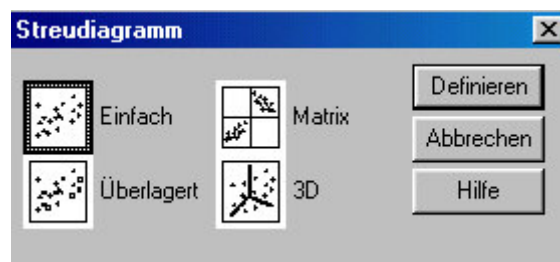 Streudiagramm
Einfach
Matrix
Überlagert
3D
Definieren
Abbrechen
Hilfe